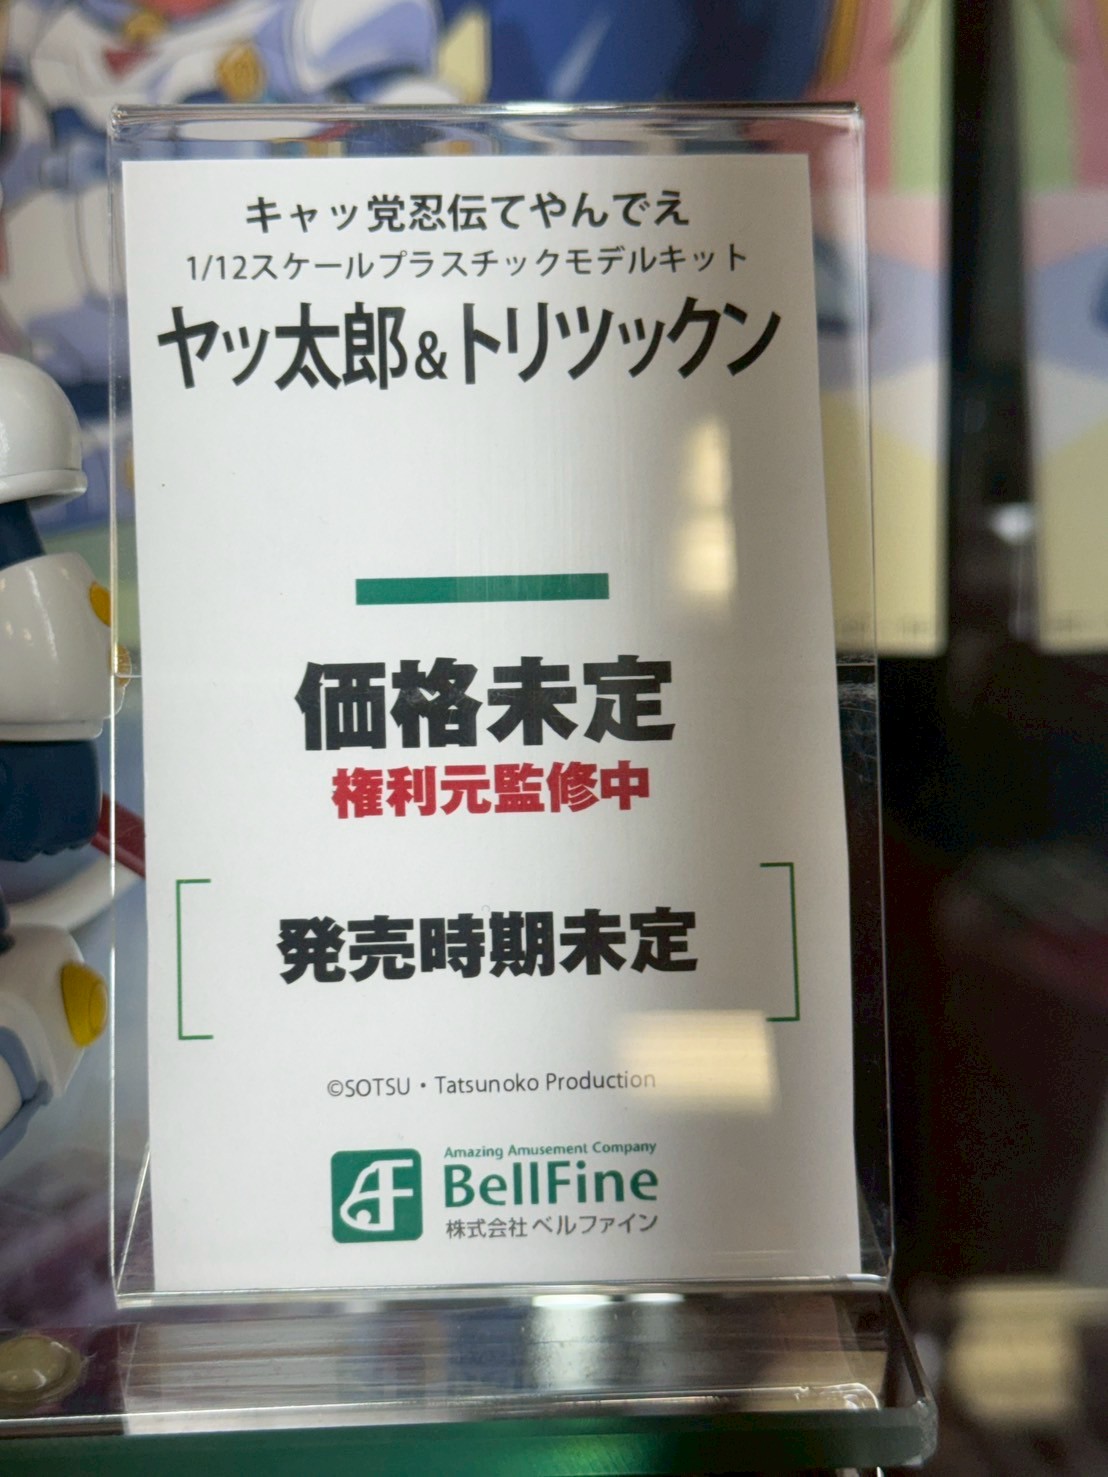 キャッ党忍伝てやんでえ
1/12スケールプラスチックモデルキット
ヤッ太郎&トリツックン
価格未定
権利元監修中
発売時期未定
©SOTSU・Tatsunoko Production
Amazing Amusement Company
BellFine
株式会社ベルファイン